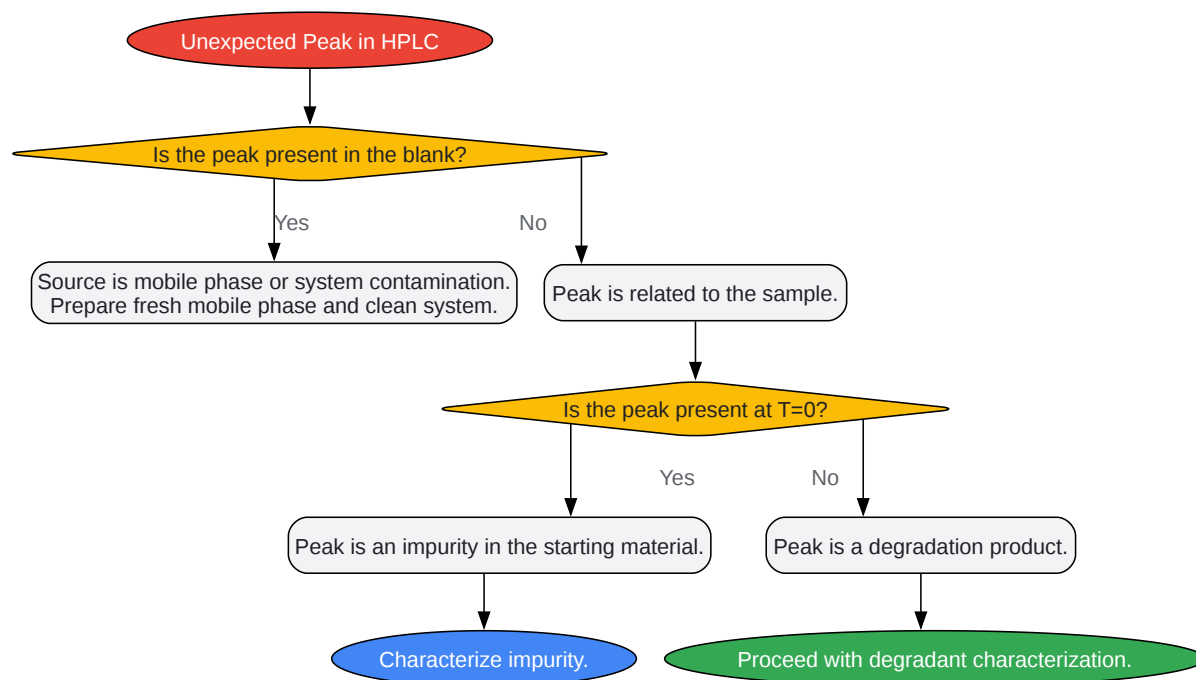 Unexpected Peak in HPLC
Is the peak present in the blank?
Yes
No
Source is mobile phase or system contamination.
Prepare fresh mobile phase and clean system.
Peak is related to the sample.
Is the peak present at T=0?
Yes
No
Peak is an impurity in the starting material.
Peak is a degradation product.
Characterize impurity.
Proceed with degradant characterization.